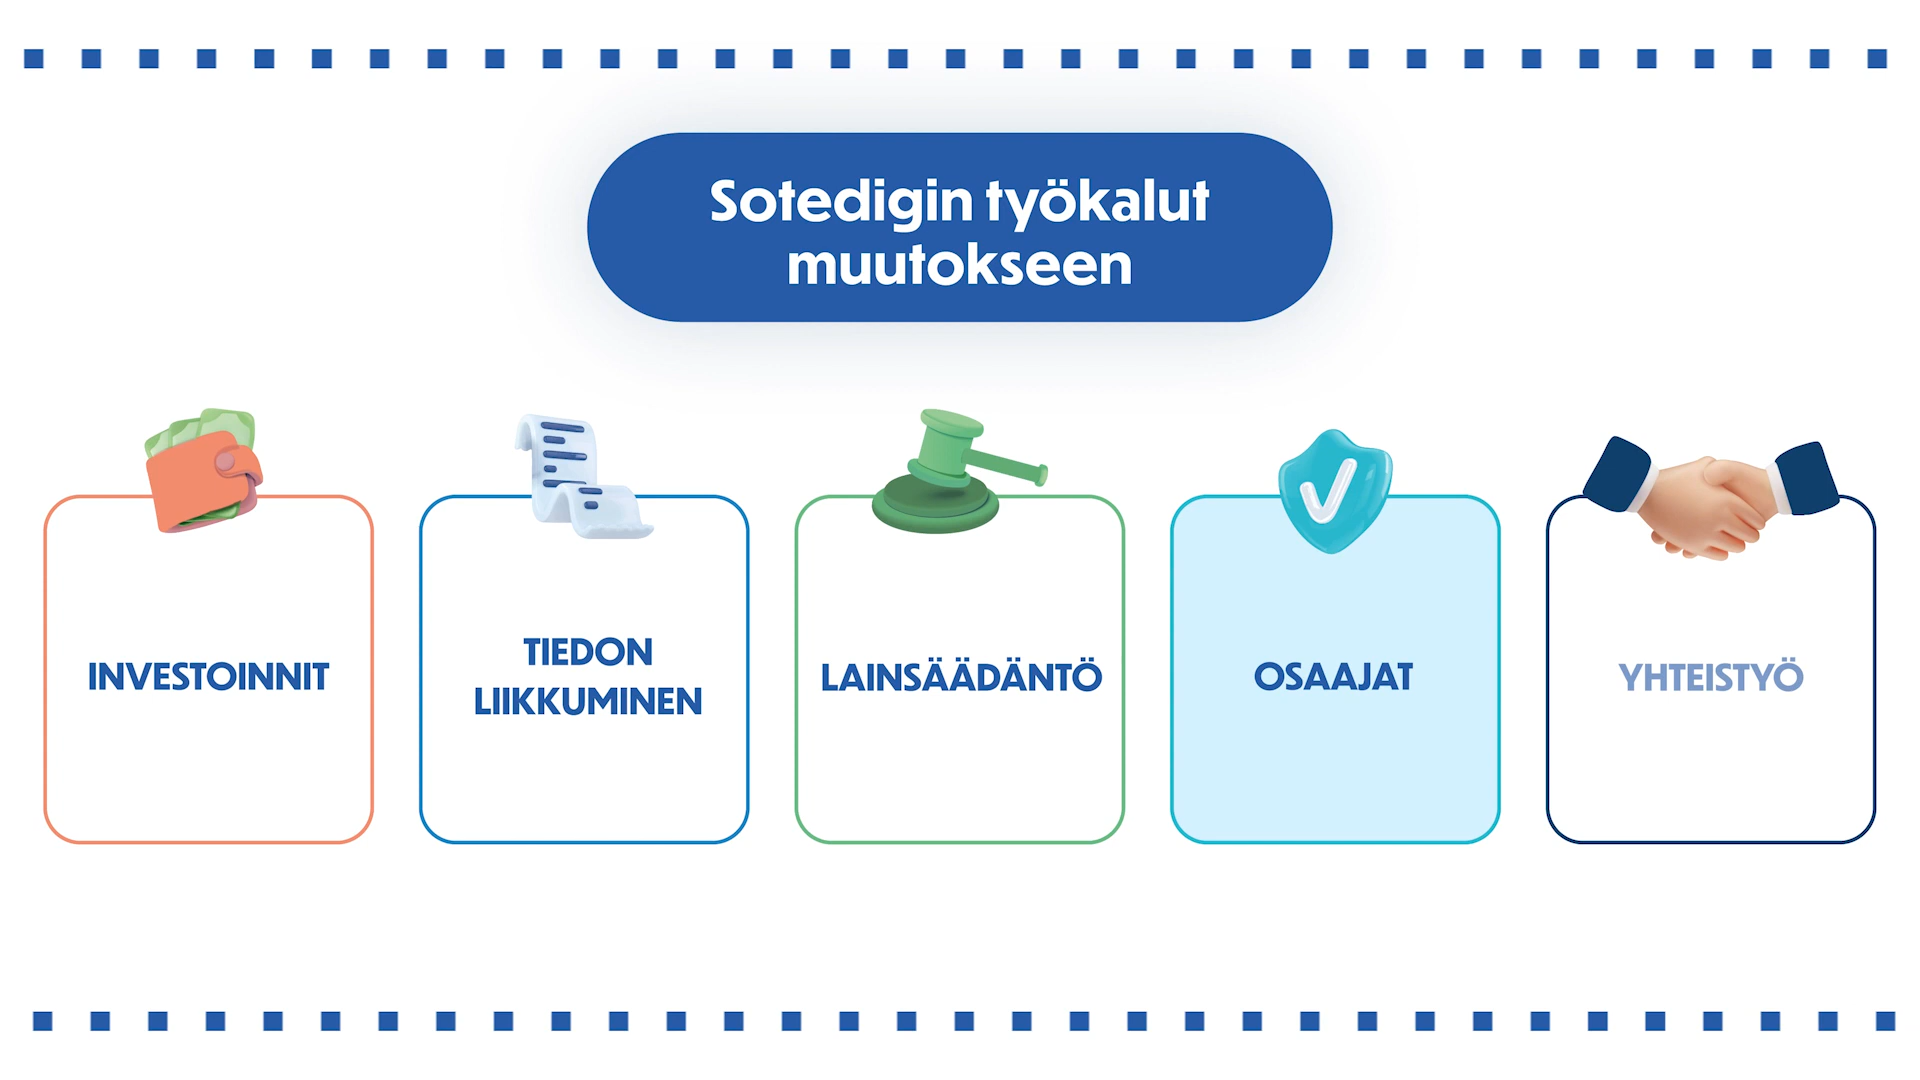 Sotedigin työkalut
muutokseen
INVESTOINNIT
TIEDON
LIIKKUMINEN
LAINSÄÄDÄNTÖ
OSAAJAT
YHTEISTYÖ